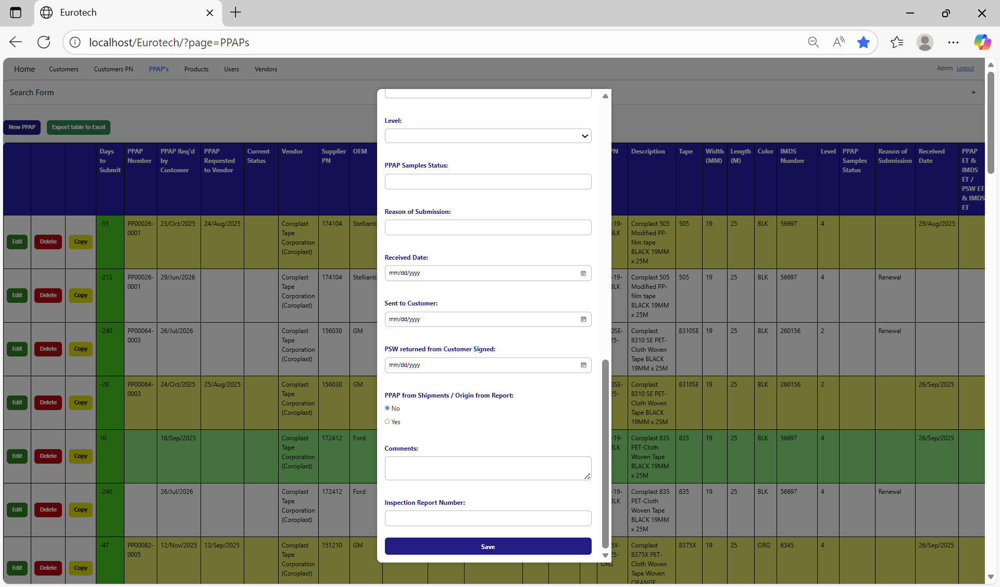 Eurotech
localhost/Eurotech/?page=PPAPs
Home Customers Customers PN PPAP's Products Users Vendors Admin Logout
Search Form
New PPAP Export table to Excel
Days to Submit
PPAP Number
PPAP Req'd by Customer
PPAP Requested to Vendor
Current Status
Vendor
Supplier PN
OEM
PN
Description
Tape
Width (MM)
Length (M)
Color
IMDS Number
Level
PPAP Samples Status
Reason of Submission
Received Date
PPAP ET & IMDS ET / PSW ET & IMDS ET
Edit Delete Copy -55 PP00026-0001 23/Oct/2025 24/Aug/2025 Coroplast Tape Corporation (Coroplast) 174104 Stellanti -19- BLK Coroplast 505 Modified PP-film tape BLACK 19MM x 25M 505 19 25 BLK 56697 4 29/Aug/2025
Edit Delete Copy -213 PP00026-0001 29/Jun/2026 Coroplast Tape Corporation (Coroplast) 174104 Stellanti -19- BLK Coroplast 505 Modified PP-film tape BLACK 19MM x 25M 505 19 25 BLK 56697 4 Renewal
Edit Delete Copy -240 PP00064-0003 26/Jul/2026 Coroplast Tape Corporation (Coroplast) 156030 GM 0SE- 25- Coroplast 8310 SE PET-Cloth Woven Tape BLACK 19MM x 25M 8310SE 19 25 BLK 260156 2 Renewal
Edit Delete Copy -28 PP00064-0003 24/Oct/2025 25/Aug/2025 Coroplast Tape Corporation (Coroplast) 156030 GM 0SE- 25- Coroplast 8310 SE PET-Cloth Woven Tape BLACK 19MM x 25M 8310SE 19 25 BLK 260156 2 26/Sep/2025
Edit Delete Copy 10 16/Sep/2025 Coroplast Tape Corporation (Coroplast) 172412 Ford -19- BLK Coroplast 835 PET-Cloth Woven Tape BLACK 19MM x 25M 835 19 25 BLK 56697 4 26/Sep/2025
Edit Delete Copy -240 26/Jul/2026 Coroplast Tape Corporation (Coroplast) 172412 Ford -19- BLK Coroplast 835 PET-Cloth Woven Tape BLACK 19MM x 25M 835 19 25 BLK 56697 4 Renewal
Edit Delete Copy -47 PP00082-0005 12/Nov/2025 13/Sep/2025 Coroplast Tape Corporation (Coroplast) 151210 GM 5X- 25- ORG Coroplast 8375X PET-Cloth Woven Tape Woven ORANGE 8375X 19 25 ORG 6345 4 26/Sep/2025
Level:
PPAP Samples Status:
Reason of Submission:
Received Date:
mm/dd/yyyy
Sent to Customer:
mm/dd/yyyy
PSW returned from Customer Signed:
mm/dd/yyyy
PPAP from Shipments / Origin from Report:
No
Yes
Comments:
Inspection Report Number:
Save